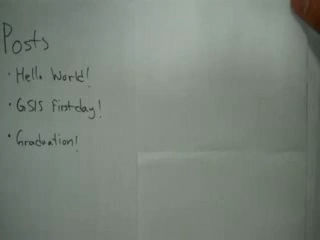 Posts
· Hello World!
· GSIS First day!
· Graduation!